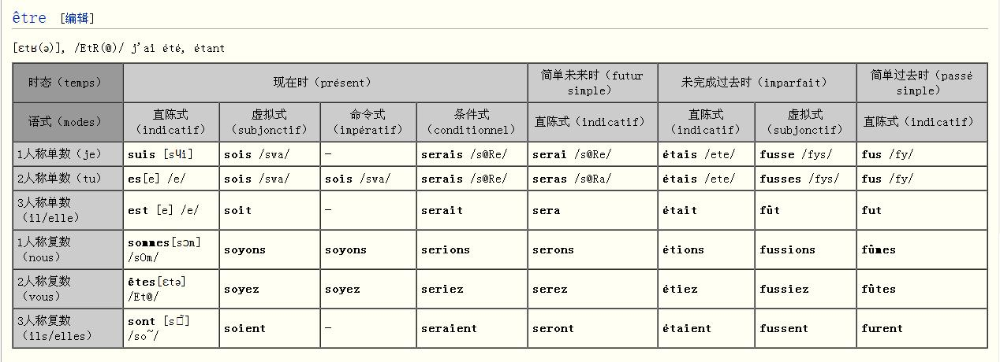 être [编辑]
[ɛtʁ(ə)], /EtR(@)/ j'ai été, étant
时态（temps） 现在时（présent） 简单未来时（futur simple） 未完成过去时（imparfait） 简单过去时（passé simple）
语式（modes） 直陈式（indicatif） 虚拟式（subjonctif） 命令式（impératif） 条件式（conditionnel） 直陈式（indicatif） 直陈式（indicatif） 虚拟式（subjonctif） 直陈式（indicatif）
1人称单数（je） suis [sɥi] sois /swa/ — serais /s@Re/ serai /s@Re/ étais /ete/ fusse /fys/ fus /fy/
2人称单数（tu） es[e] /e/ sois /swa/ sois /swa/ serais /s@Re/ seras /s@Ra/ étais /ete/ fusses /fys/ fus /fy/
3人称单数（il/elle） est [e] /e/ soit — serait sera était fût fut
1人称复数（nous） sommes[sɔm] /sOm/ soyons soyons serions serons étions fussions fûmes
2人称复数（vous） êtes[ɛtə] /Et@/ soyez soyez seriez serez étiez fussiez fûtes
3人称复数（ils/elles） sont [s□̃] /so~/ soient — seraient seront étaient fussent furent